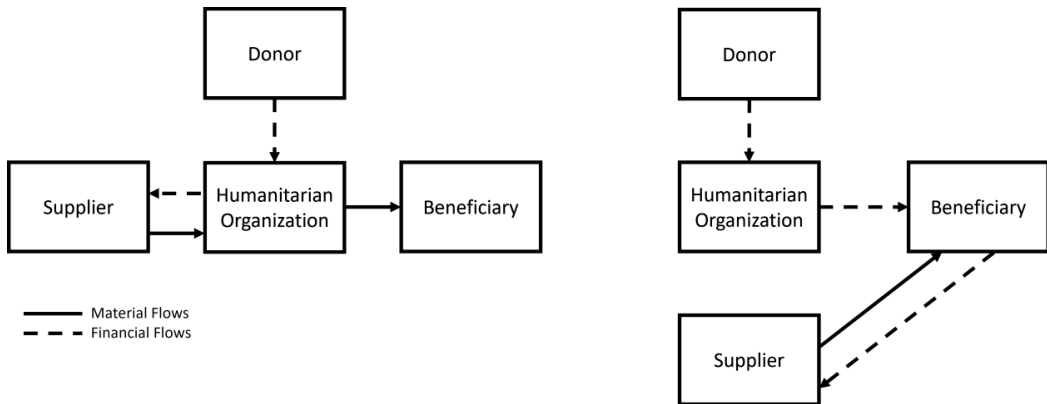 Donor
Supplier
Humanitarian
Organization
Beneficiary
Material Flows
Financial Flows
Donor
Humanitarian
Organization
Beneficiary
Supplier